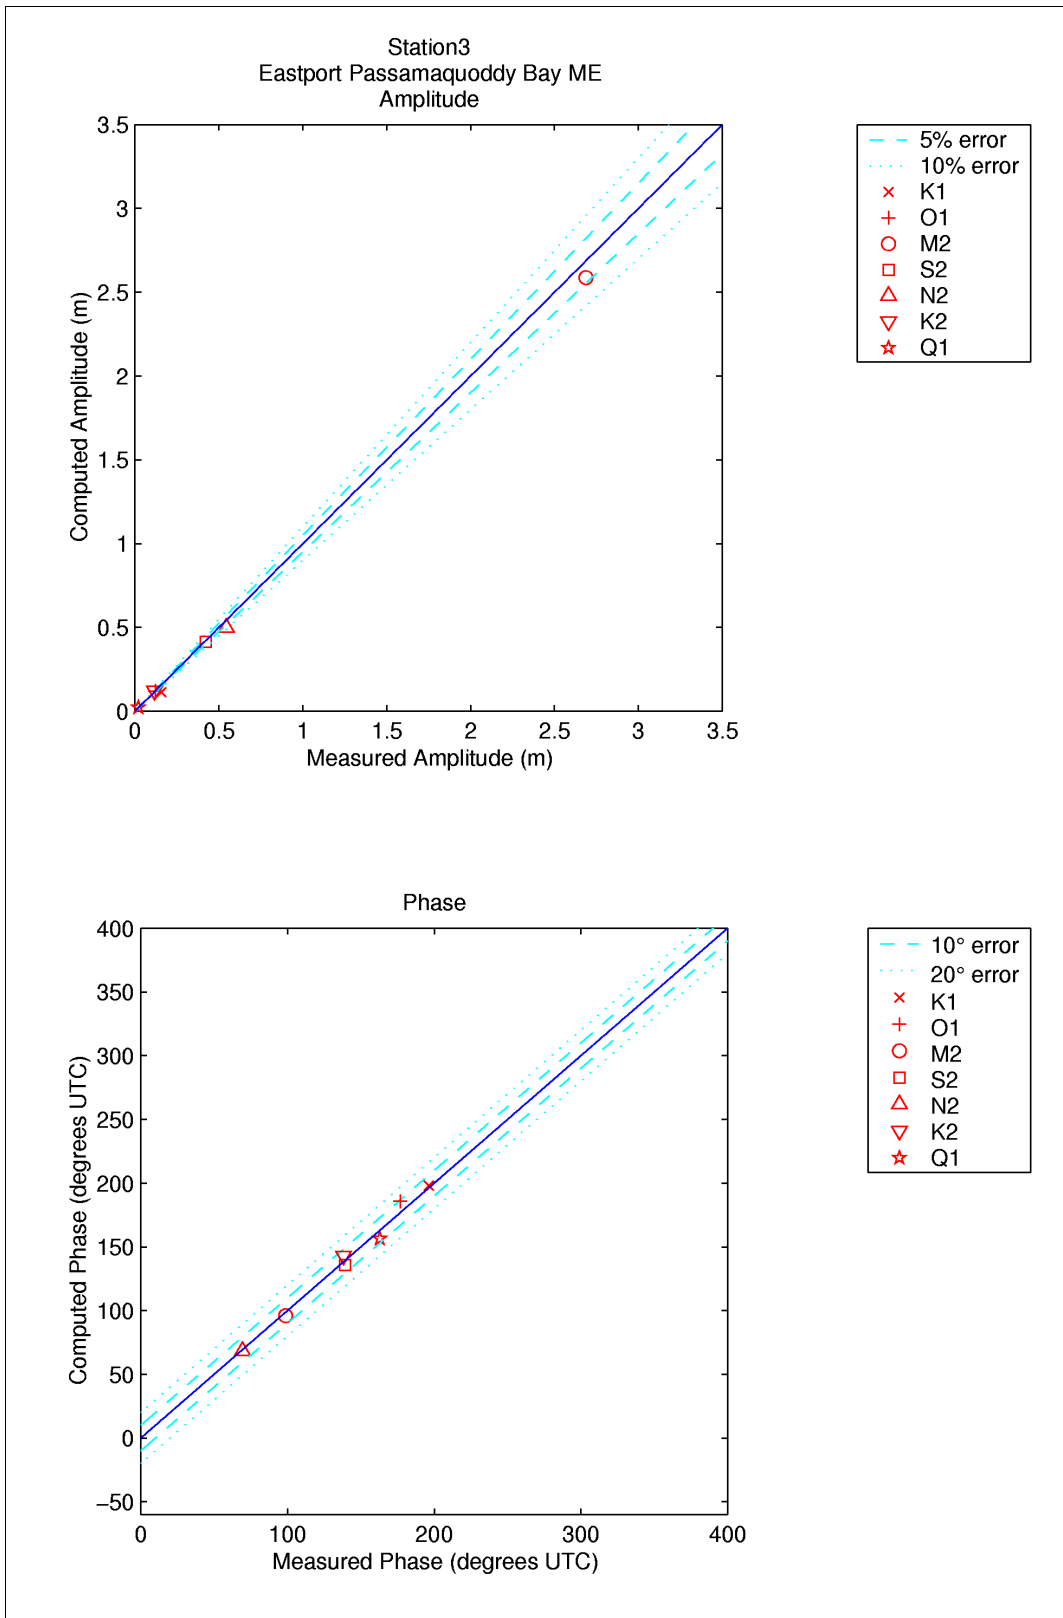 Station3
Eastport Passamaquoddy Bay ME
Amplitude
3.5
3
2.5
2
1.5
1
0.5
0
Computed Amplitude (m)
0 0.5 1 1.5 2 2.5 3 3.5
Measured Amplitude (m)
5% error
10% error
K1
O1
M2
S2
N2
K2
Q1
Phase
400
350
300
250
200
150
100
50
0
−50
Computed Phase (degrees UTC)
0 100 200 300 400
Measured Phase (degrees UTC)
10° error
20° error
K1
O1
M2
S2
N2
K2
Q1